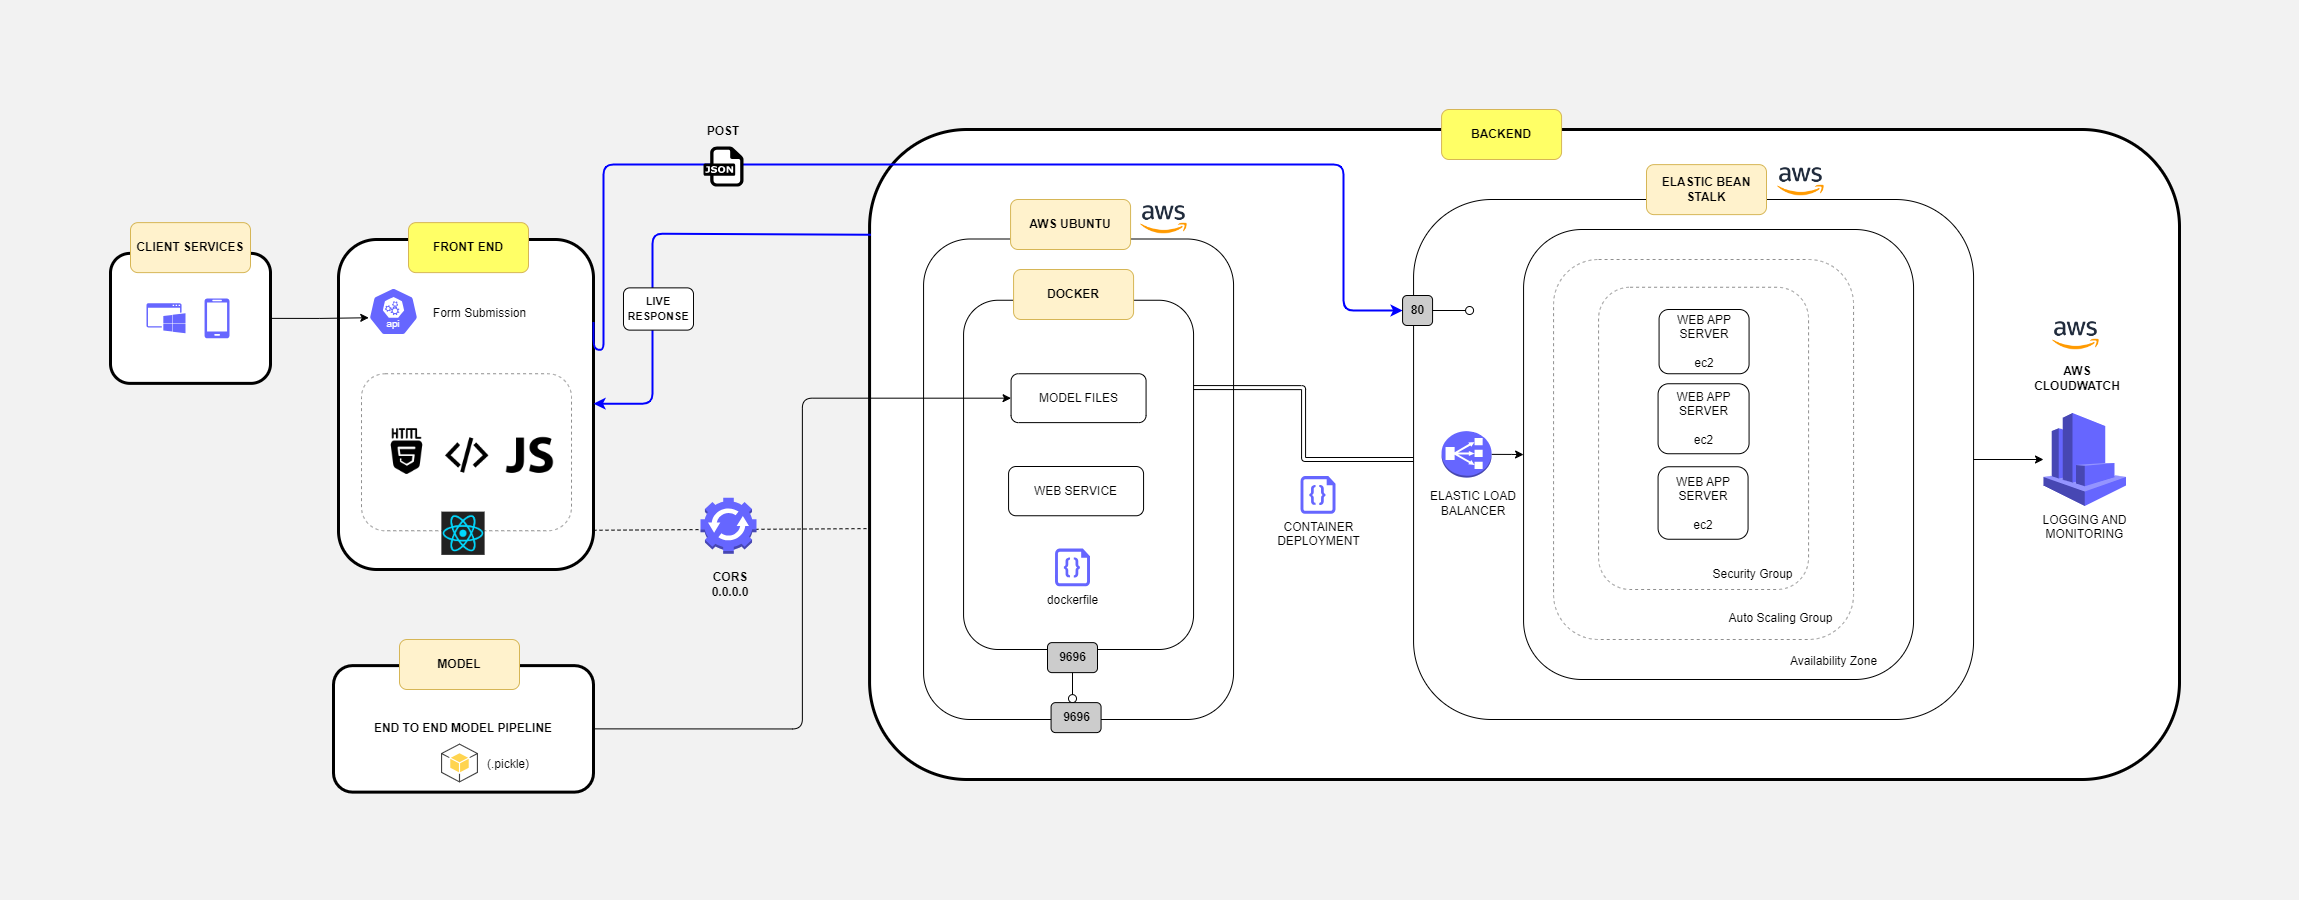 POST
JSON
BACKEND
ELASTIC BEAN
STALK
aws
CLIENT SERVICES
FRONT END
AWS UBUNTU
aws
api
Form Submission
LIVE
RESPONSE
DOCKER
80
WEB APP
SERVER
ec2
aws
AWS
CLOUDWATCH
MODEL FILES
WEB APP
SERVER
ec2
HTML
5
</>
JS
WEB SERVICE
{}
CONTAINER
DEPLOYMENT
ELASTIC LOAD
BALANCER
WEB APP
SERVER
ec2
LOGGING AND
MONITORING
CORS
0.0.0.0
{}
dockerfile
Security Group
Auto Scaling Group
Availability Zone
9696
9696
MODEL
END TO END MODEL PIPELINE
(.pickle)